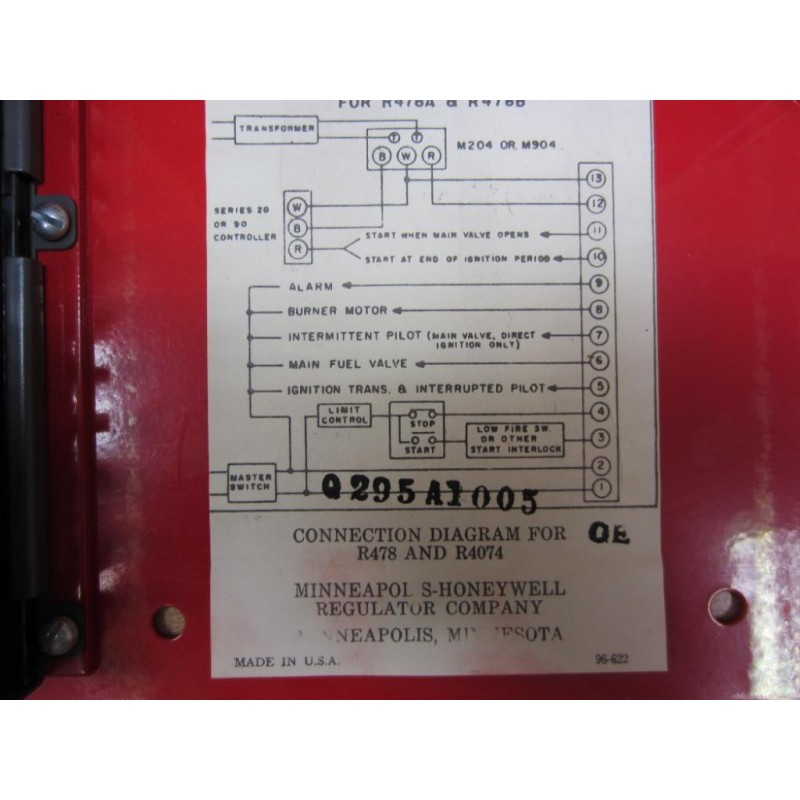 FOR R478A & R478B
TRANSFORMER
T T
M204 OR M904
B W R
13
12
SERIES 20
OR 90
CONTROLLER
W
B
R
START WHEN MAIN VALVE OPENS
11
START AT END OF IGNITION PERIOD
10
ALARM
9
BURNER MOTOR
8
INTERMITTENT PILOT (MAIN VALVE, DIRECT
IGNITION ONLY)
7
MAIN FUEL VALVE
6
IGNITION TRANS. & INTERRUPTED PILOT
5
LIMIT
CONTROL
STOP
START
4
LOW FIRE SW.
OR OTHER
START INTERLOCK
3
MASTER
SWITCH
2
1
Q295A1005
CONNECTION DIAGRAM FOR
R478 AND R4074
QE
MINNEAPOL S-HONEYWELL
REGULATOR COMPANY
NNEAPOLIS, MINNESOTA
MADE IN U.S.A.
96-622